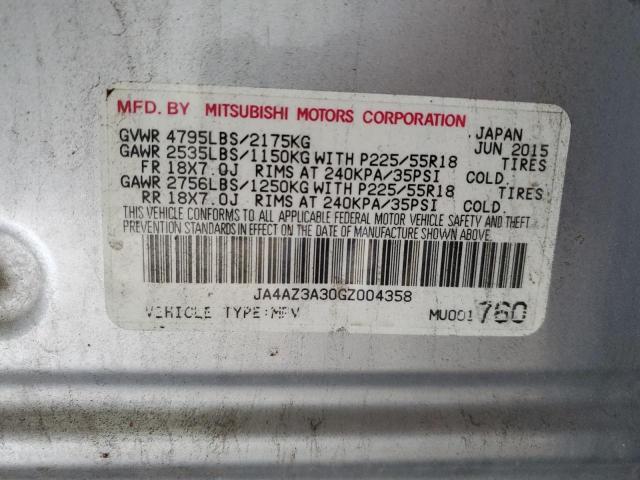 MFD. BY MITSUBISHI MOTORS CORPORATION
JAPAN
GVWR 4795LBS/2175KG JUN 2015
GAWR 2535LBS/1150KG WITH P225/55R18 TIRES
FR 18X7.0J RIMS AT 240KPA/35PSI COLD.
GAWR 2756LBS/1250KG WITH P225/55R18 TIRES
RR 18X7.0J RIMS AT 240KPA/35PSI COLD.
THIS VEHICLE CONFORMS TO ALL APPLICABLE FEDERAL MOTOR VEHICLE SAFETY AND THEFT
PREVENTION STANDARDS IN EFFECT ON THE DATE OF MANUFACTURE SHOWN ABOVE.
JA4AZ3A30GZ004358
VEHICLE TYPE:MPV MU001760